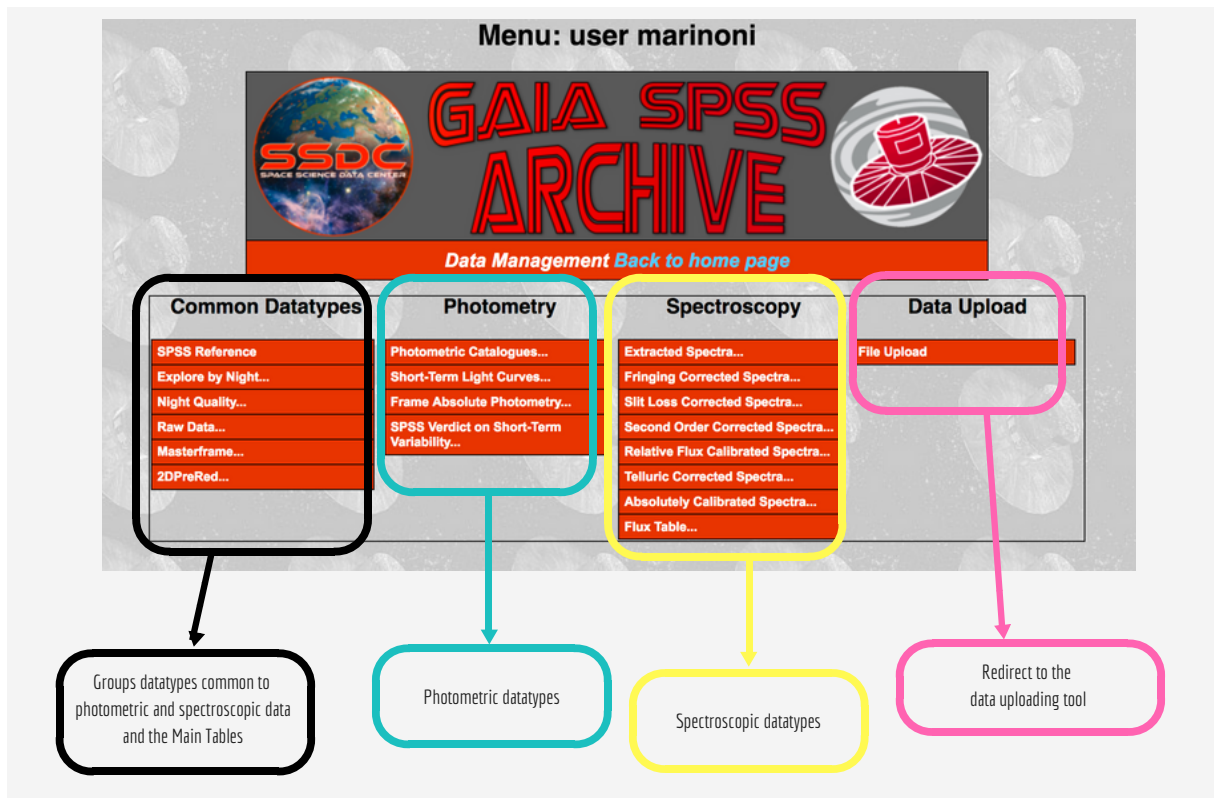 Menu: user marinoni
GAIA SPSS
ARCHIVE
SSDC
SPACE SCIENCE DATA CENTER
Data Management Back to home page
Common Datatypes
SPSS Reference
Explore by Night...
Night Quality...
Raw Data...
Masterframe...
2DPreRed...
Photometry
Photometric Catalogues...
Short-Term Light Curves...
Frame Absolute Photometry...
SPSS Verdict on Short-Term
Variability...
Spectroscopy
Extracted Spectra...
Fringing Corrected Spectra...
Slit Loss Corrected Spectra...
Second Order Corrected Spectra...
Relative Flux Calibrated Spectra...
Telluric Corrected Spectra...
Absolutely Calibrated Spectra...
Flux Table...
Data Upload
File Upload
Groups datatypes common to
photometric and spectroscopic data
and the Main Tables
Photometric datatypes
Spectroscopic datatypes
Redirect to the
data uploading tool